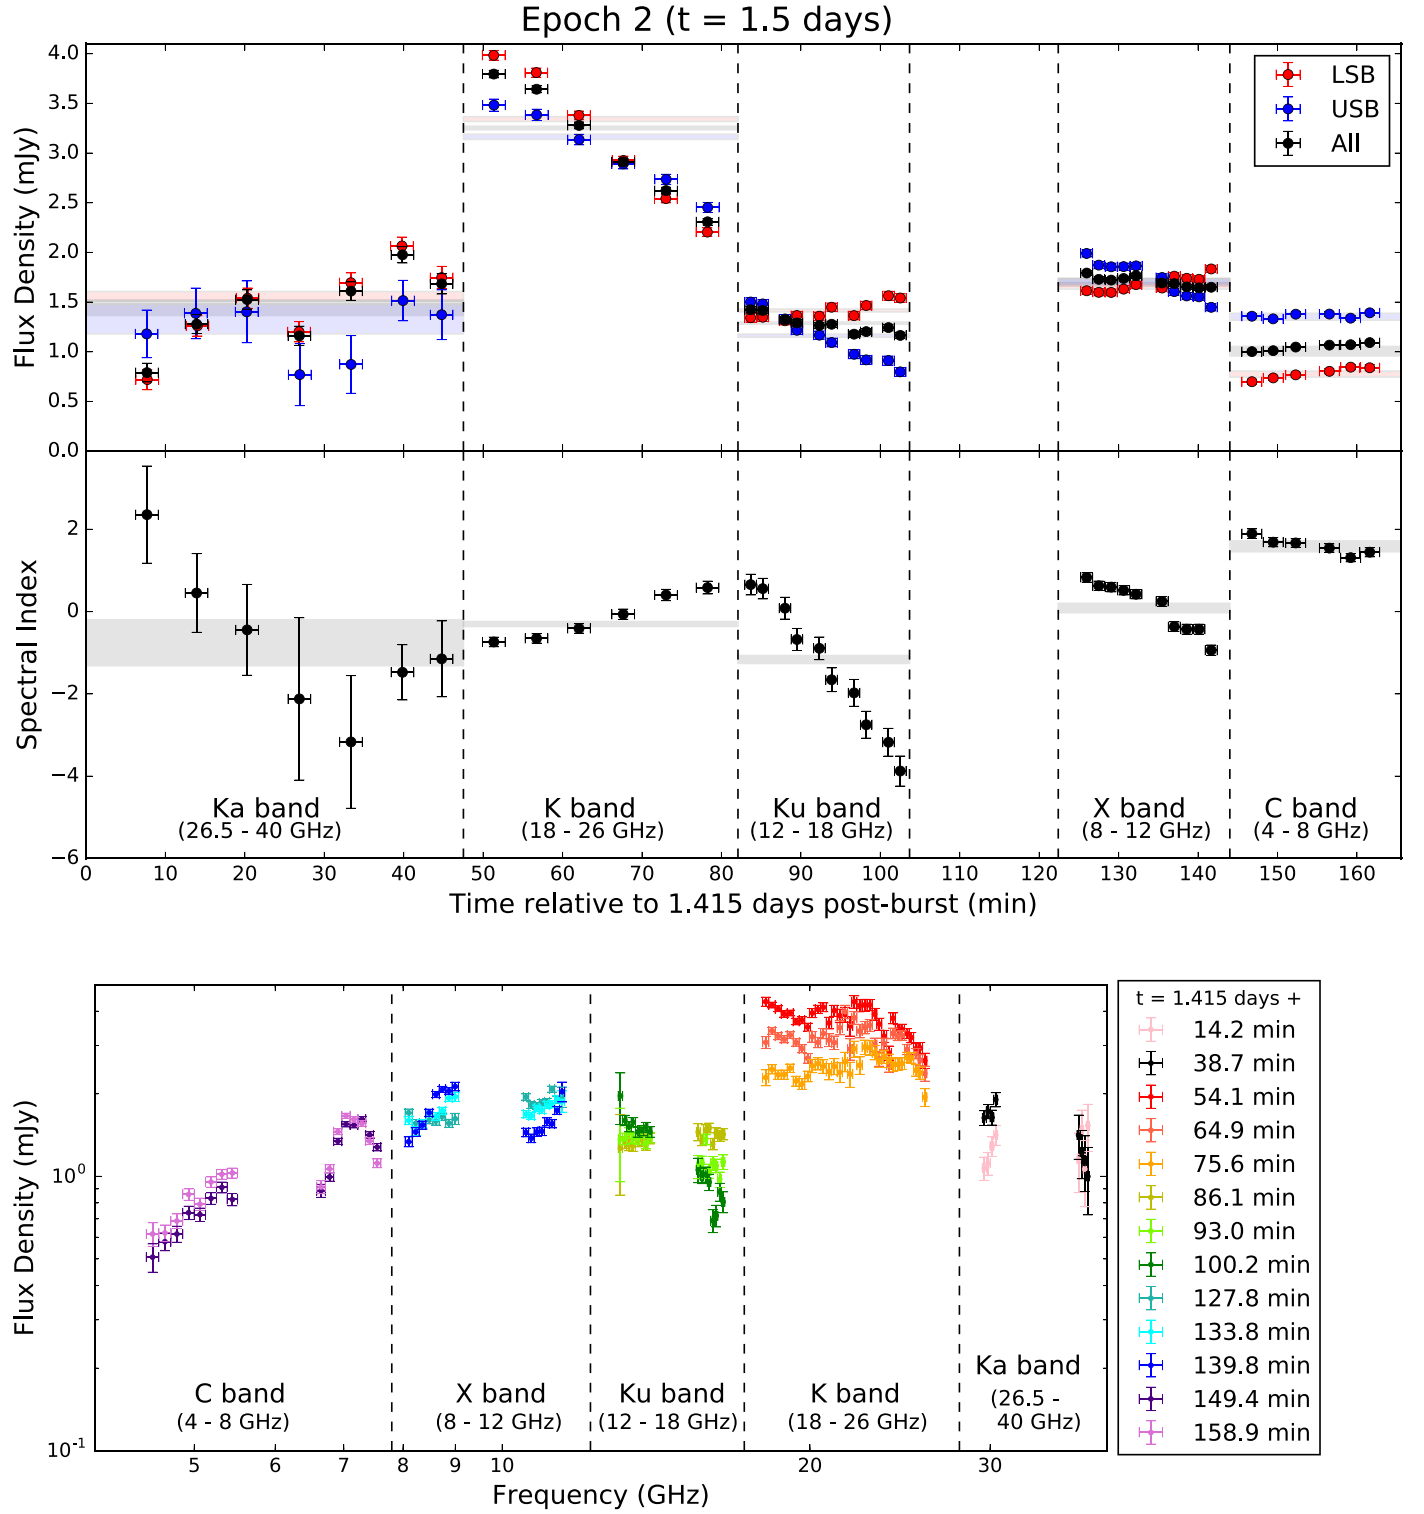 Epoch 2 (t = 1.5 days)
Flux Density (mJy)
4.0
3.5
3.0
2.5
2.0
1.5
1.0
0.5
0.0
LSB
USB
All
Spectral Index
2
0
−2
−4
−6
Ka band
(26.5 - 40 GHz)
K band
(18 - 26 GHz)
Ku band
(12 - 18 GHz)
X band
(8 - 12 GHz)
C band
(4 - 8 GHz)
0 10 20 30 40 50 60 70 80 90 100 110 120 130 140 150 160
Time relative to 1.415 days post-burst (min)
Flux Density (mJy)
10^0
10^-1
C band
(4 - 8 GHz)
X band
(8 - 12 GHz)
Ku band
(12 - 18 GHz)
K band
(18 - 26 GHz)
Ka band
(26.5 -
40 GHz)
5 6 7 8 9 10 20 30
Frequency (GHz)
t = 1.415 days +
14.2 min
38.7 min
54.1 min
64.9 min
75.6 min
86.1 min
93.0 min
100.2 min
127.8 min
133.8 min
139.8 min
149.4 min
158.9 min